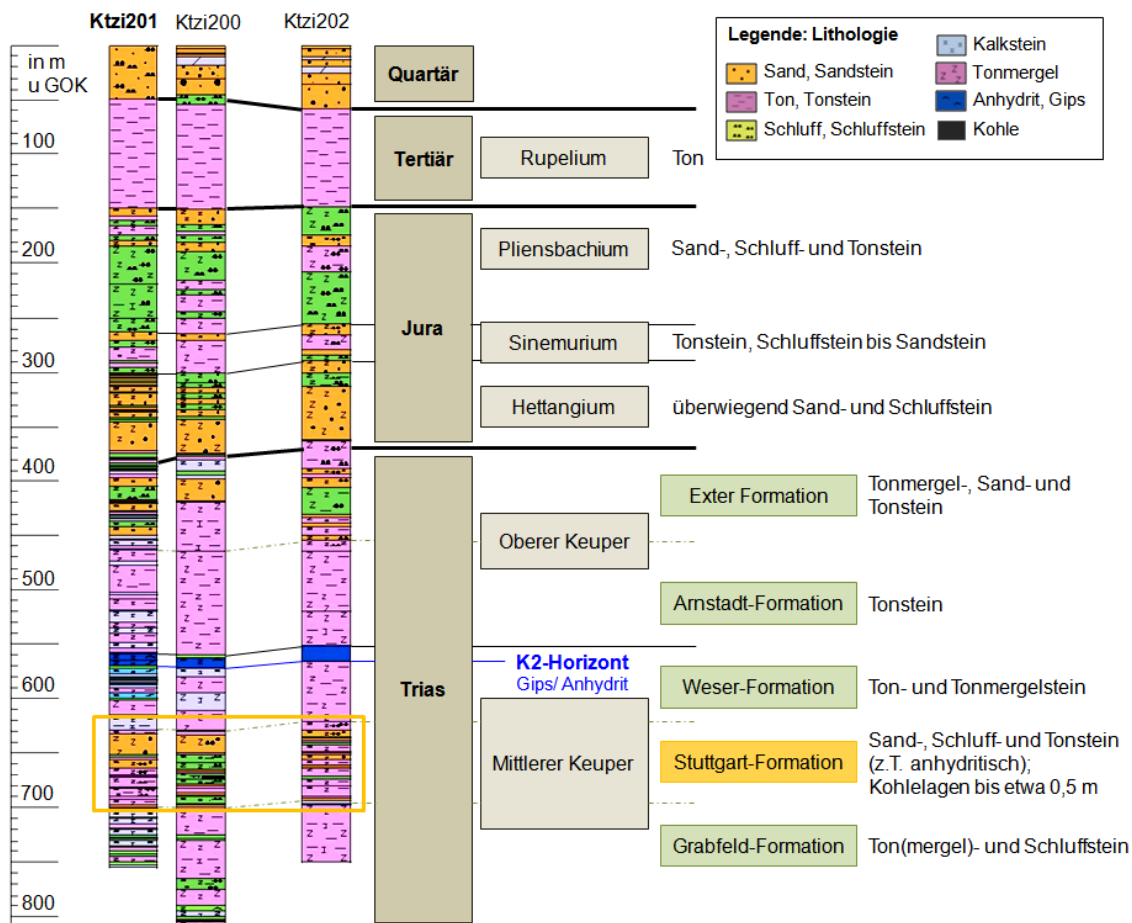 Ktzi201
Ktzi200
Ktzi202
in m
u GOK
100
200
300
400
500
600
700
800
Legende: Lithologie
Sand, Sandstein
Ton, Tonstein
Schluff, Schluffstein
Kalkstein
Tonmergel
Anhydrit, Gips
Kohle
Quartär
Tertiär
Rupelium
Ton
Jura
Pliensbachium
Sand-, Schluff- und Tonstein
Sinemurium
Tonstein, Schluffstein bis Sandstein
Hettangium
überwiegend Sand- und Schluffstein
Trias
Exter Formation
Tonmergel-, Sand- und
Tonstein
Oberer Keuper
Arnstadt-Formation
Tonstein
K2-Horizont
Gips/ Anhydrit
Weser-Formation
Ton- und Tonmergelstein
Mittlerer Keuper
Stuttgart-Formation
Sand-, Schluff- und Tonstein
(z.T. anhydritisch);
Kohlelagen bis etwa 0,5 m
Grabfeld-Formation
Ton(mergel)- und Schluffstein